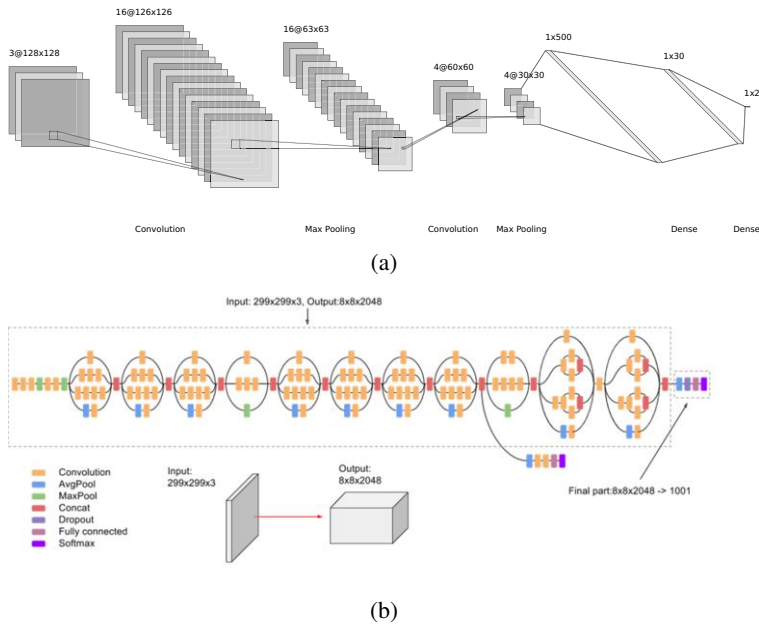 16@126x126
3@128x128
16@63x63
4@60x60
4@30x30
1x500
1x30
1x2
Convolution
Max Pooling
Convolution
Max Pooling
Dense
Dense
(a)
Input: 299x299x3, Output:8x8x2048
Convolution
AvgPool
MaxPool
Concat
Dropout
Fully connected
Softmax
Input:
299x299x3
Output:
8x8x2048
Final part:8x8x2048 -> 1001
(b)